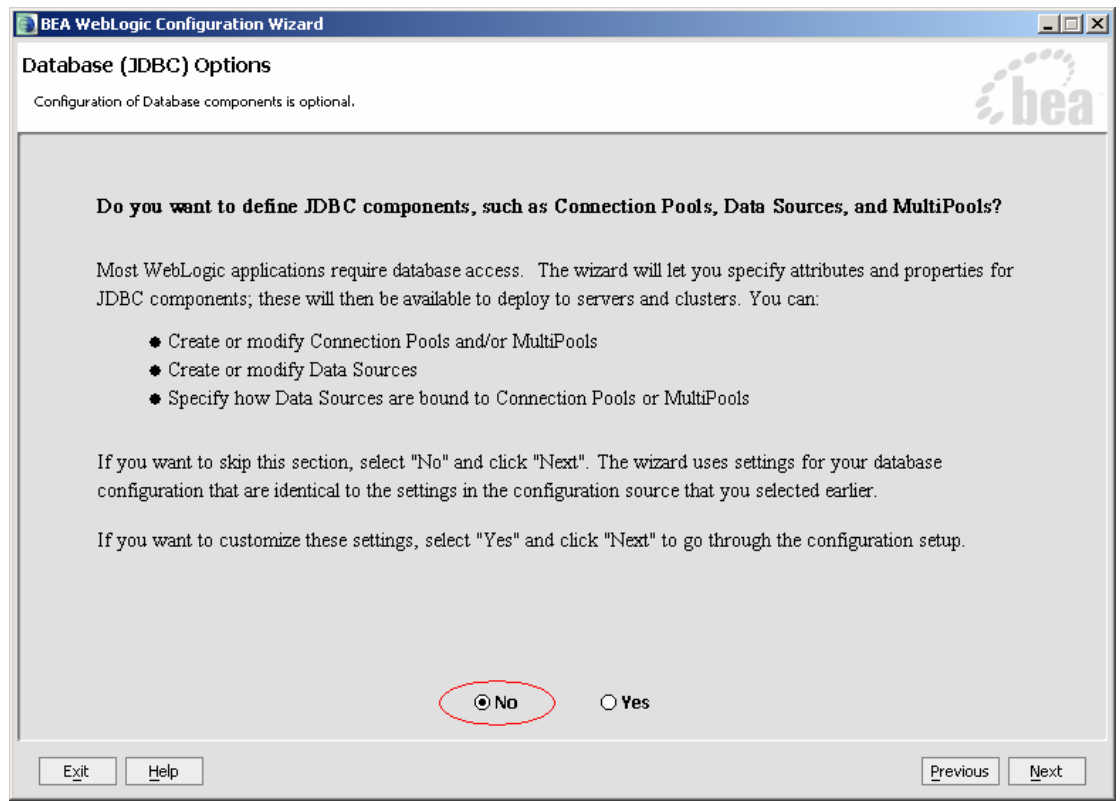 BEA WebLogic Configuration Wizard
Database (JDBC) Options
Configuration of Database components is optional.
bea
Do you want to define JDBC components, such as Connection Pools, Data Sources, and MultiPools?
Most WebLogic applications require database access. The wizard will let you specify attributes and properties for
JDBC components; these will then be available to deploy to servers and clusters. You can:
● Create or modify Connection Pools and/or MultiPools
● Create or modify Data Sources
● Specify how Data Sources are bound to Connection Pools or MultiPools
If you want to skip this section, select "No" and click "Next". The wizard uses settings for your database
configuration that are identical to the settings in the configuration source that you selected earlier.
If you want to customize these settings, select "Yes" and click "Next" to go through the configuration setup.
No Yes
Exit Help Previous Next